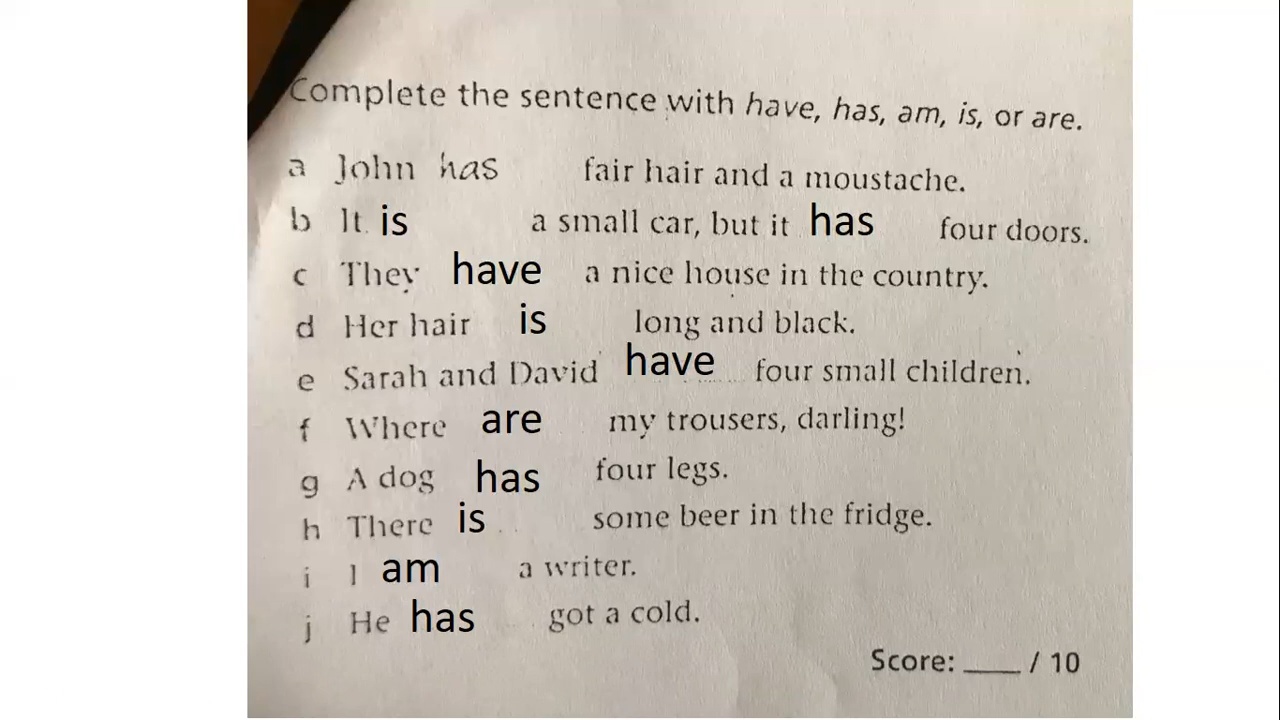 Complete the sentence with have, has, am, is, or are.
a John has fair hair and a moustache.
b It is a small car, but it has four doors.
c They have a nice house in the country.
d Her hair is long and black.
e Sarah and David have four small children.
f Where are my trousers, darling!
g A dog has four legs.
h There is some beer in the fridge.
i I am a writer.
j He has got a cold.
Score: ____ / 10